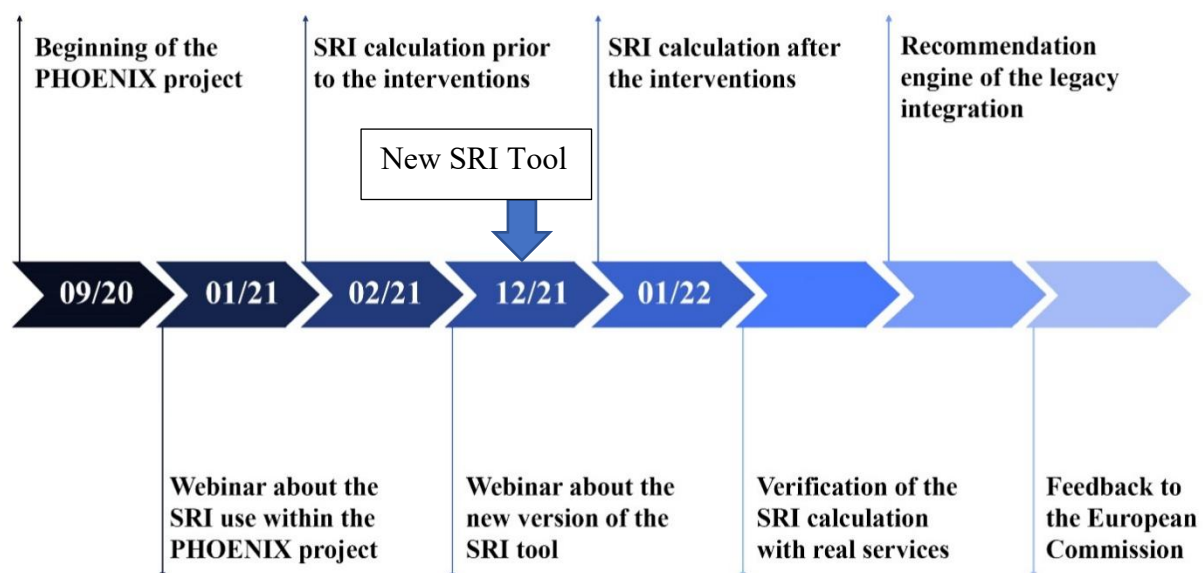 Beginning of the
PHOENIX project
SRI calculation prior
to the interventions
SRI calculation after
the interventions
Recommendation
engine of the legacy
integration
New SRI Tool
09/20
01/21
02/21
12/21
01/22
Webinar about the
SRI use within the
PHOENIX project
Webinar about the
new version of the
SRI tool
Verification of the
SRI calculation
with real services
Feedback to
the European
Commission